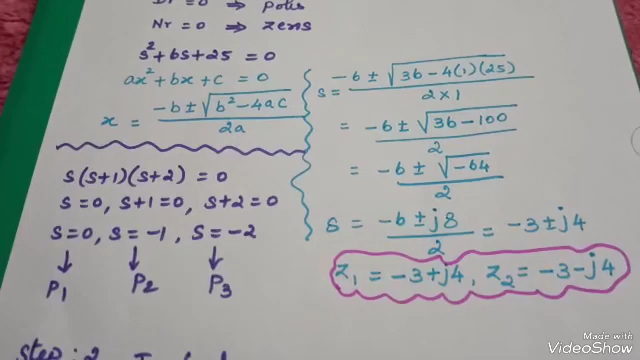 Dr = 0 ⇒ poles
Nr = 0 ⇒ zeros
s² + 6s + 25 = 0
ax² + bx + c = 0
x = (-b ± √(b² - 4ac)) / 2a
s(s+1)(s+2) = 0
s=0, s+1=0, s+2=0
s=0, s=-1, s=-2
↓ ↓ ↓
P₁ P₂ P₃
s = (-6 ± √(36 - 4(1)(25))) / 2×1
= (-6 ± √(36 - 100)) / 2
= (-6 ± √-64) / 2
s = (-6 ± j8) / 2 = -3 ± j4
z₁ = -3+j4, z₂ = -3-j4
Step : 2
Made with
VideoShow